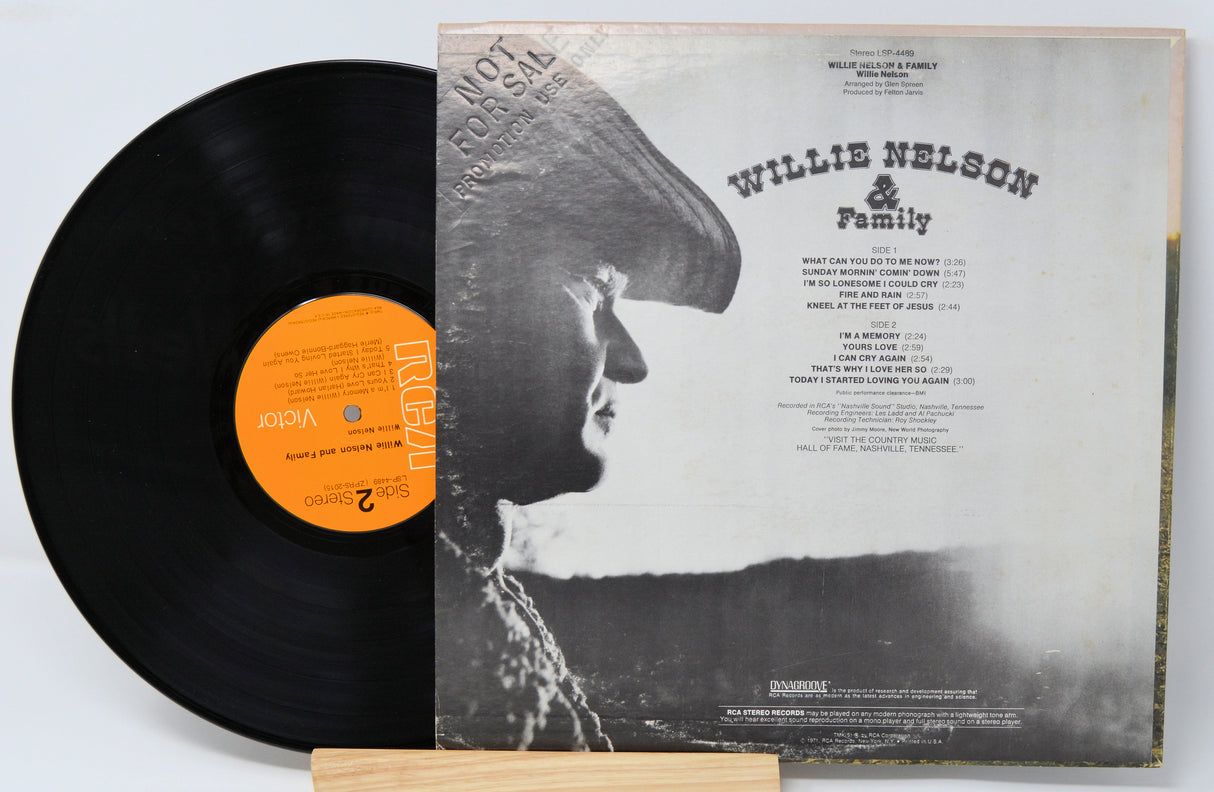 NOT
FOR SALE
PROMOTION USE ONLY
Stereo LSP-4489
WILLIE NELSON & FAMILY
Willie Nelson
Arranged by Glen Spreen
Produced by Felton Jarvis
WILLIE NELSON
&
Family
SIDE 1
WHAT CAN YOU DO TO ME NOW? (3:26)
SUNDAY MORNIN' COMIN' DOWN (5:47)
I'M SO LONESOME I COULD CRY (2:23)
FIRE AND RAIN (2:57)
KNEEL AT THE FEET OF JESUS (2:44)
SIDE 2
I'M A MEMORY (2:24)
YOURS LOVE (2:59)
I CAN CRY AGAIN (2:54)
THAT'S WHY I LOVE HER SO (2:29)
TODAY I STARTED LOVING YOU AGAIN (3:00)
Public performance clearance—BMI
Recorded in RCA's "Nashville Sound" Studio, Nashville, Tennessee
Recording Engineers: Les Ladd and Al Pachucki
Recording Technician: Roy Shockley
Cover photo by Jimmy Moore, New World Photography
"VISIT THE COUNTRY MUSIC
HALL OF FAME, NASHVILLE, TENNESSEE."
DYNAGROOVE is the product of research and development assuring that
RCA Records are as modern as the latest advances in engineering and science.
RCA STEREO RECORDS may be played on any modern phonograph with a lightweight tone arm.
You will hear excellent sound reproduction on a mono player and full stereo sound on a stereo player.
TMK(S) ® by RCA Corporation
© 1971, RCA Records, New York, N.Y. • Printed in U.S.A.
RCA
Victor
Side 2 Stereo
LSP-4489 (ZPRS-2015)
Willie Nelson and Family
Willie Nelson
1 I'm a Memory (Willie Nelson)
2 Yours Love (Harlan Howard)
3 I Can Cry Again (Willie Nelson)
4 That's Why I Love Her So
(Willie Nelson)
5 Today I Started Loving You Again
(Merle Haggard-Bonnie Owens)